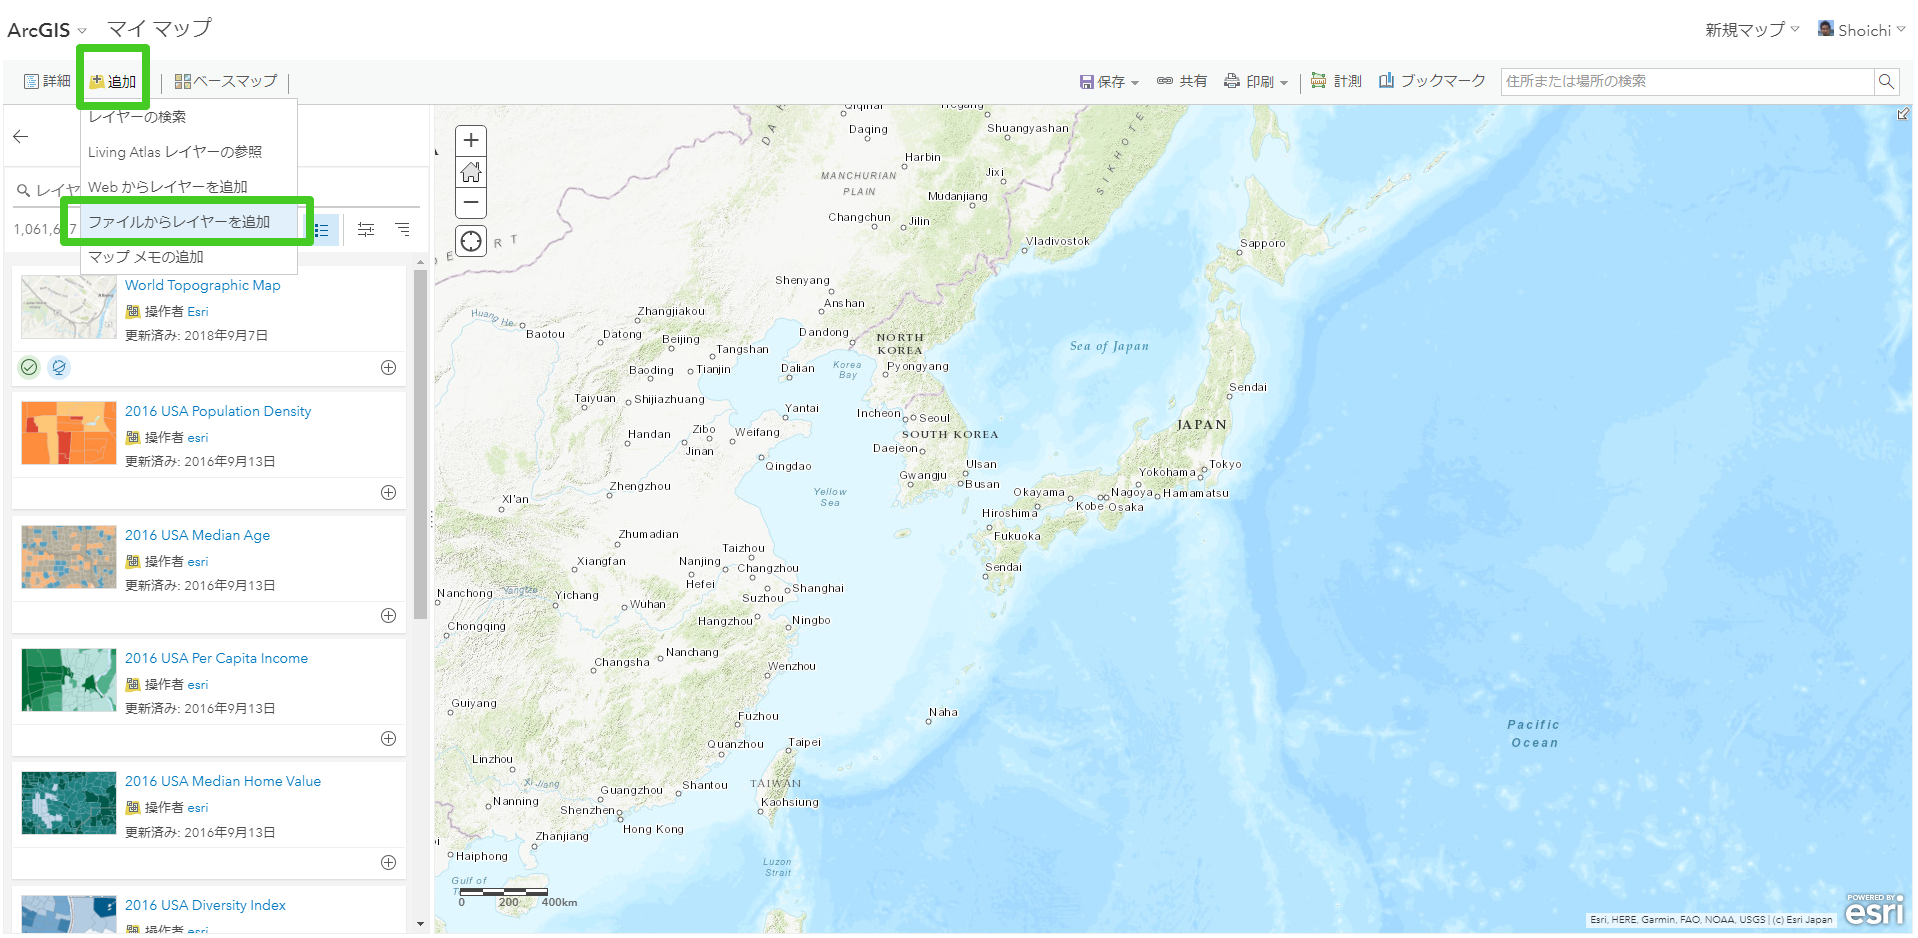 ArcGIS マイ マップ
新規マップ Shoichi
詳細 追加 ベースマップ
保存 共有 印刷 計測 ブックマーク 住所または場所の検索
レイヤーの検索
Living Atlas レイヤーの参照
Web からレイヤーを追加
ファイルからレイヤーを追加
マップ メモの追加
World Topographic Map
操作者 Esri
更新済み: 2018年9月7日
2016 USA Population Density
操作者 esri
更新済み: 2016年9月13日
2016 USA Median Age
操作者 esri
更新済み: 2016年9月13日
2016 USA Per Capita Income
操作者 esri
更新済み: 2016年9月13日
2016 USA Median Home Value
操作者 esri
更新済み: 2016年9月13日
2016 USA Diversity Index
操作者 esri
Qiqihar
Hegang
Daqing
Shuangyashan
Harbin
Jixi
MANCHURIAN
PLAIN
Mudanjiang
SIKHOTE
Changchun
Jilin
Vladivostok
Sapporo
Shenyang
Anshan
Huang He
Zhangjiakou
Baotou
Datong
Beijing
Dandong
NORTH
KOREA
Sea of Japan
Tangshan
Baoding
Tianjin
Dalian
Korea
Bay
Pyongyang
Sendai
Taiyuan
Shijiazhuang
Yantai
Incheon
Seoul
JAPAN
Handan
Zibo
Weifang
SOUTH KOREA
Jinan
Daejeon
Qingdao
Ulsan
Gwangju
Busan
Yokohama
Tokyo
Zhengzhou
Xi'an
Yellow
Sea
Okayama
Nagoya
Hamamatsu
Kobe
Osaka
Hiroshima
Fukuoka
Zhumadian
Taizhou
Xiangfan
Nanjing
Changzhou
Sendai
Hefei
Nanchong
Yangtze
Yichang
Wuhan
Suzhou
Shanghai
Chongqing
Hangzhou
Ningbo
Changsha
Nanchang
Wenzhou
Guiyang
Fuzhou
Naha
Pacific
Ocean
Quanzhou
Taipei
Linzhou
Xi Jiang
Guangzhou
Shantou
TAIWAN
Nanning
Shenzhen
Kaohsiung
Hong Kong
Zhanjiang
Haiphong
Luzon
Strait
Gulf of
0 200 400km
Esri, HERE, Garmin, FAO, NOAA, USGS | (c) Esri Japan
POWERED BY
esri